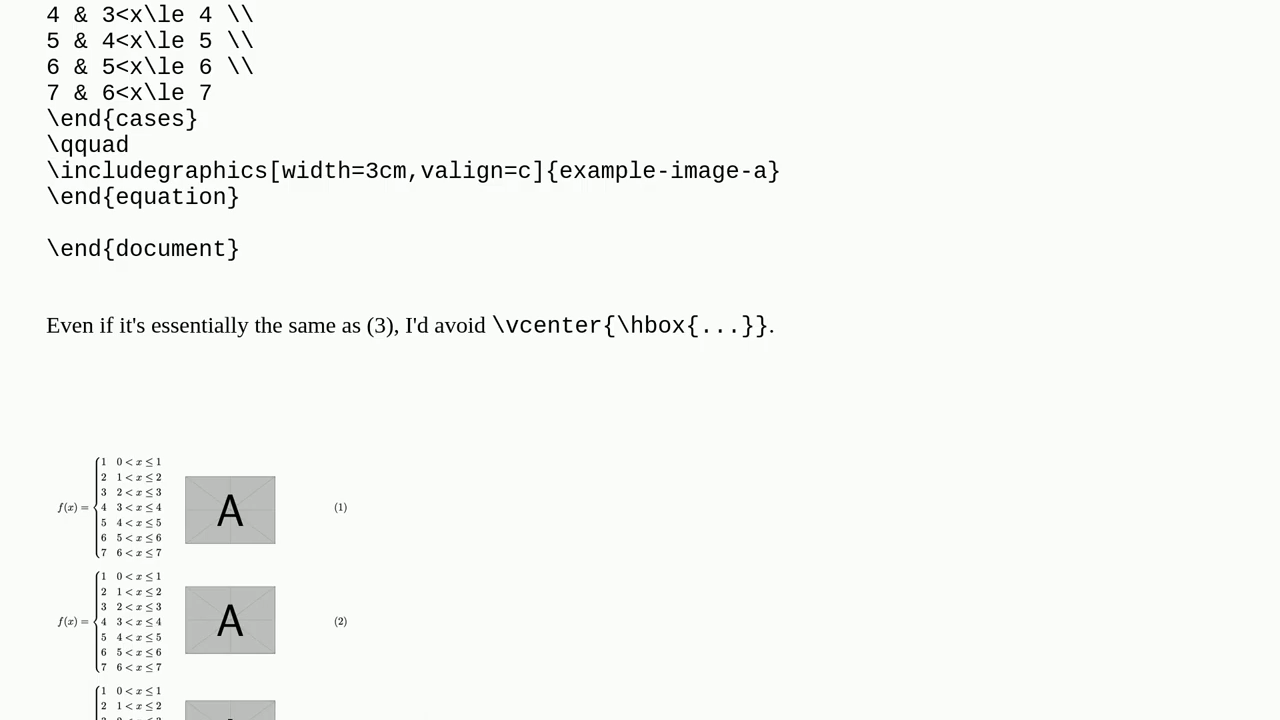 4 & 3<x\le 4 \\
5 & 4<x\le 5 \\
6 & 5<x\le 6 \\
7 & 6<x\le 7
\end{cases}
\qquad
\includegraphics[width=3cm,valign=c]{example-image-a}
\end{equation}
\end{document}
Even if it's essentially the same as (3), I'd avoid \vcenter{\hbox{...}}.
1 0 < x ≤ 1
2 1 < x ≤ 2
3 2 < x ≤ 3
f(x) = { 4 3 < x ≤ 4 A (1)
5 4 < x ≤ 5
6 5 < x ≤ 6
7 6 < x ≤ 7
1 0 < x ≤ 1
2 1 < x ≤ 2
3 2 < x ≤ 3
f(x) = { 4 3 < x ≤ 4 A (2)
5 4 < x ≤ 5
6 5 < x ≤ 6
7 6 < x ≤ 7
1 0 < x ≤ 1
2 1 < x ≤ 2